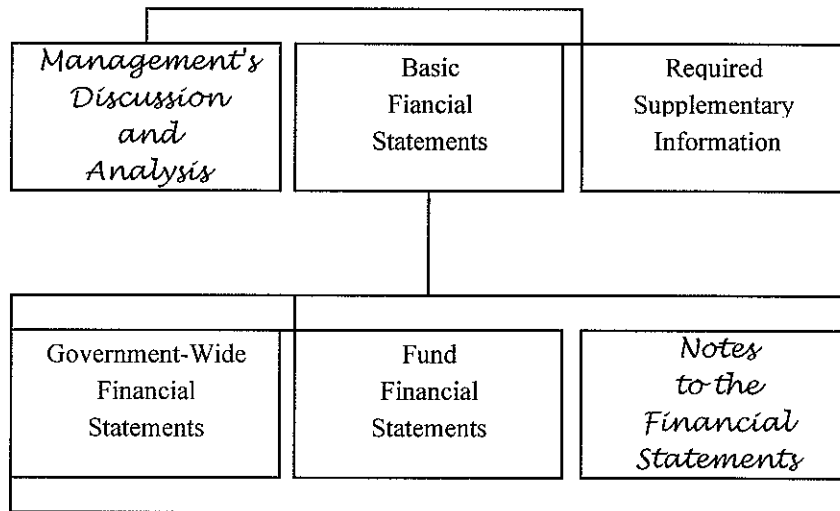 Management's
Discussion
and
Analysis
Basic
Fiancial
Statements
Required
Supplementary
Information
Government-Wide
Financial
Statements
Fund
Financial
Statements
Notes
to the
Financial
Statements